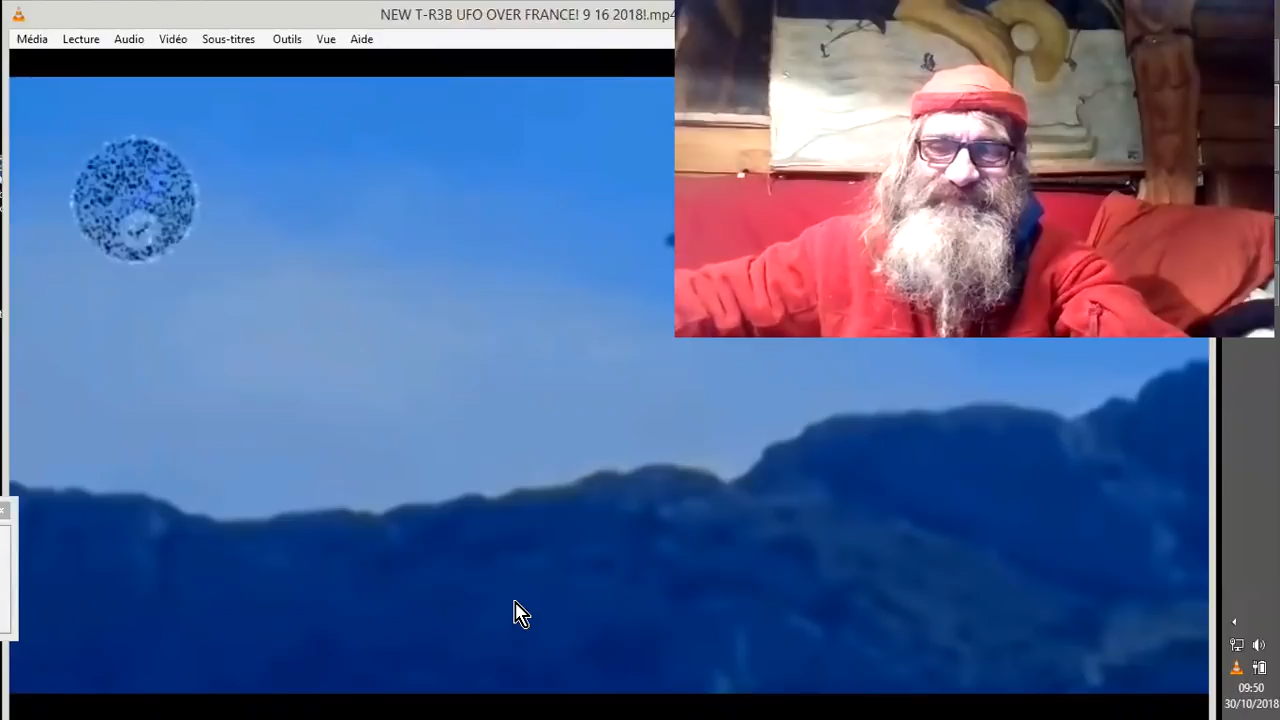 NEW T-R3B UFO OVER FRANCE! 9 16 2018!.mp4
Média Lecture Audio Vidéo Sous-titres Outils Vue Aide
09:50
30/10/2018